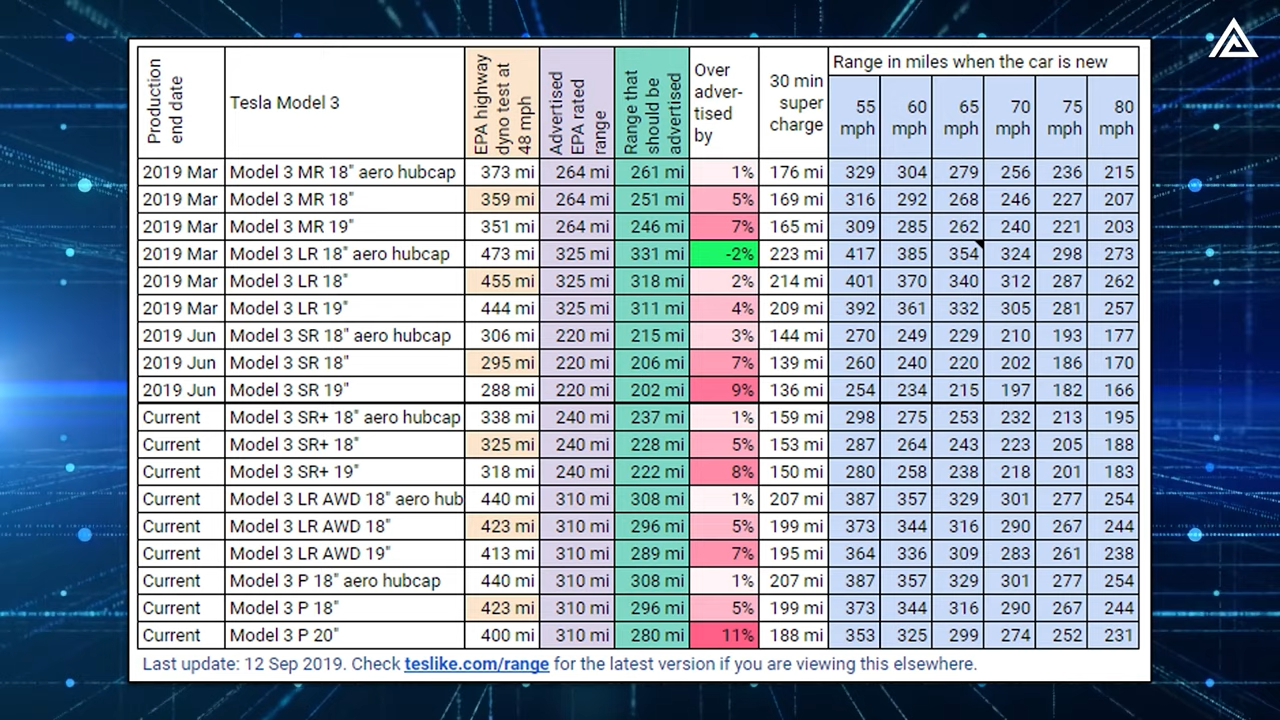 Production end date | Tesla Model 3 | EPA highway dyno test at 48 mph | Advertised EPA rated range | Range that should be advertised | Over adver-tised by | 30 min super charge | Range in miles when the car is new
55 mph | 60 mph | 65 mph | 70 mph | 75 mph | 80 mph
2019 Mar | Model 3 MR 18" aero hubcap | 373 mi | 264 mi | 261 mi | 1% | 176 mi | 329 | 304 | 279 | 256 | 236 | 215
2019 Mar | Model 3 MR 18" | 359 mi | 264 mi | 251 mi | 5% | 169 mi | 316 | 292 | 268 | 246 | 227 | 207
2019 Mar | Model 3 MR 19" | 351 mi | 264 mi | 246 mi | 7% | 165 mi | 309 | 285 | 262 | 240 | 221 | 203
2019 Mar | Model 3 LR 18" aero hubcap | 473 mi | 325 mi | 331 mi | -2% | 223 mi | 417 | 385 | 354 | 324 | 298 | 273
2019 Mar | Model 3 LR 18" | 455 mi | 325 mi | 318 mi | 2% | 214 mi | 401 | 370 | 340 | 312 | 287 | 262
2019 Mar | Model 3 LR 19" | 444 mi | 325 mi | 311 mi | 4% | 209 mi | 392 | 361 | 332 | 305 | 281 | 257
2019 Jun | Model 3 SR 18" aero hubcap | 306 mi | 220 mi | 215 mi | 3% | 144 mi | 270 | 249 | 229 | 210 | 193 | 177
2019 Jun | Model 3 SR 18" | 295 mi | 220 mi | 206 mi | 7% | 139 mi | 260 | 240 | 220 | 202 | 186 | 170
2019 Jun | Model 3 SR 19" | 288 mi | 220 mi | 202 mi | 9% | 136 mi | 254 | 234 | 215 | 197 | 182 | 166
Current | Model 3 SR+ 18" aero hubcap | 338 mi | 240 mi | 237 mi | 1% | 159 mi | 298 | 275 | 253 | 232 | 213 | 195
Current | Model 3 SR+ 18" | 325 mi | 240 mi | 228 mi | 5% | 153 mi | 287 | 264 | 243 | 223 | 205 | 188
Current | Model 3 SR+ 19" | 318 mi | 240 mi | 222 mi | 8% | 150 mi | 280 | 258 | 238 | 218 | 201 | 183
Current | Model 3 LR AWD 18" aero hub | 440 mi | 310 mi | 308 mi | 1% | 207 mi | 387 | 357 | 329 | 301 | 277 | 254
Current | Model 3 LR AWD 18" | 423 mi | 310 mi | 296 mi | 5% | 199 mi | 373 | 344 | 316 | 290 | 267 | 244
Current | Model 3 LR AWD 19" | 413 mi | 310 mi | 289 mi | 7% | 195 mi | 364 | 336 | 309 | 283 | 261 | 238
Current | Model 3 P 18" aero hubcap | 440 mi | 310 mi | 308 mi | 1% | 207 mi | 387 | 357 | 329 | 301 | 277 | 254
Current | Model 3 P 18" | 423 mi | 310 mi | 296 mi | 5% | 199 mi | 373 | 344 | 316 | 290 | 267 | 244
Current | Model 3 P 20" | 400 mi | 310 mi | 280 mi | 11% | 188 mi | 353 | 325 | 299 | 274 | 252 | 231
Last update: 12 Sep 2019. Check teslike.com/range for the latest version if you are viewing this elsewhere.